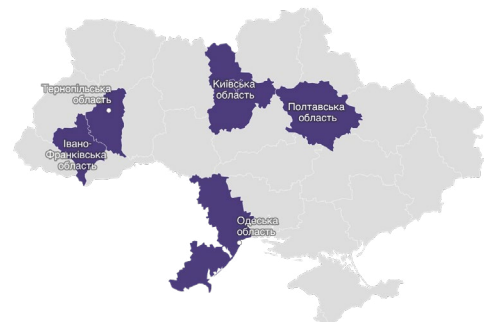 Київська
область
Тернопільська
область
Полтавська
область
Івано-
Франківська
область
Одеська
область